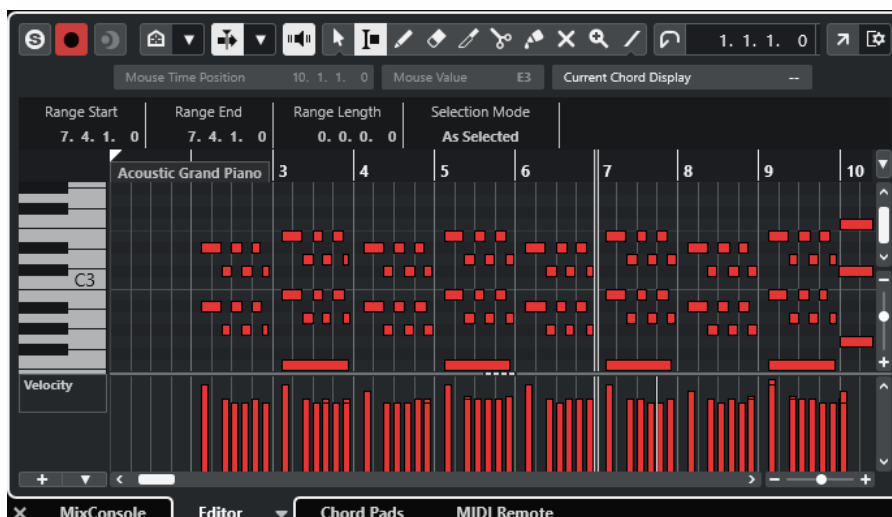 S 1. 1. 1. 0
Mouse Time Position 10. 1. 1. 0 Mouse Value E3 Current Chord Display --
Range Start Range End Range Length Selection Mode
7. 4. 1. 0 7. 4. 1. 0 0. 0. 0. 0 As Selected
Acoustic Grand Piano 3 4 5 6 7 8 9 10
C3
Velocity
MixConsole Editor Chord Pads MIDI Remote